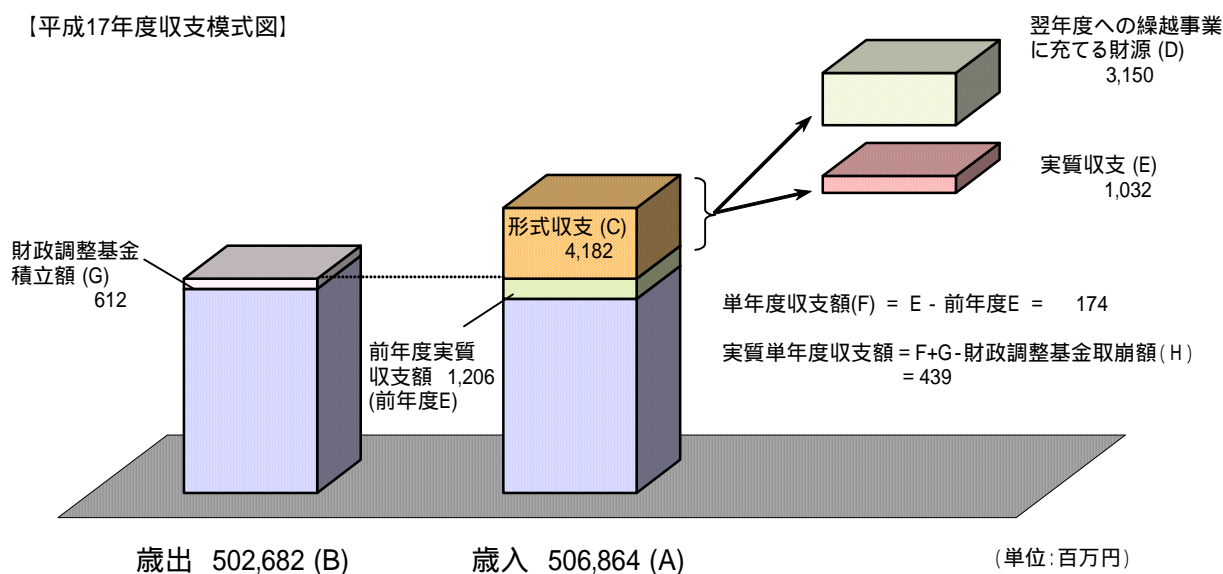 【平成17年度収支模式図】
翌年度への繰越事業
に充てる財源 (D)
3,150
実質収支 (E)
1,032
形式収支 (C)
4,182
財政調整基金
積立額 (G)
612
前年度実質
収支額 1,206
(前年度E)
単年度収支額(F) = E - 前年度E = 174
実質単年度収支額 = F+G-財政調整基金取崩額(H)
= 439
歳出 502,682 (B)
歳入 506,864 (A)
(単位:百万円)